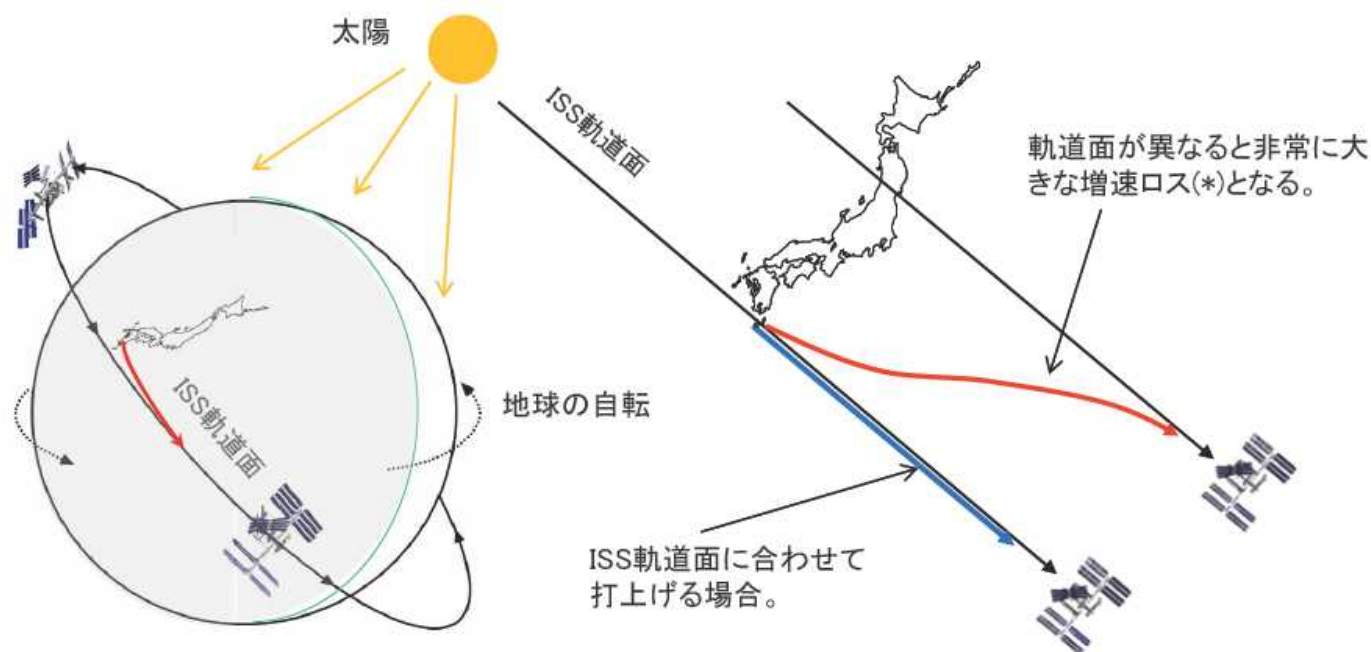 太陽
ISS軌道面
軌道面が異なると非常に大
きな増速ロス(*)となる。
ISS軌道面
地球の自転
ISS軌道面に合わせて
打上げる場合。